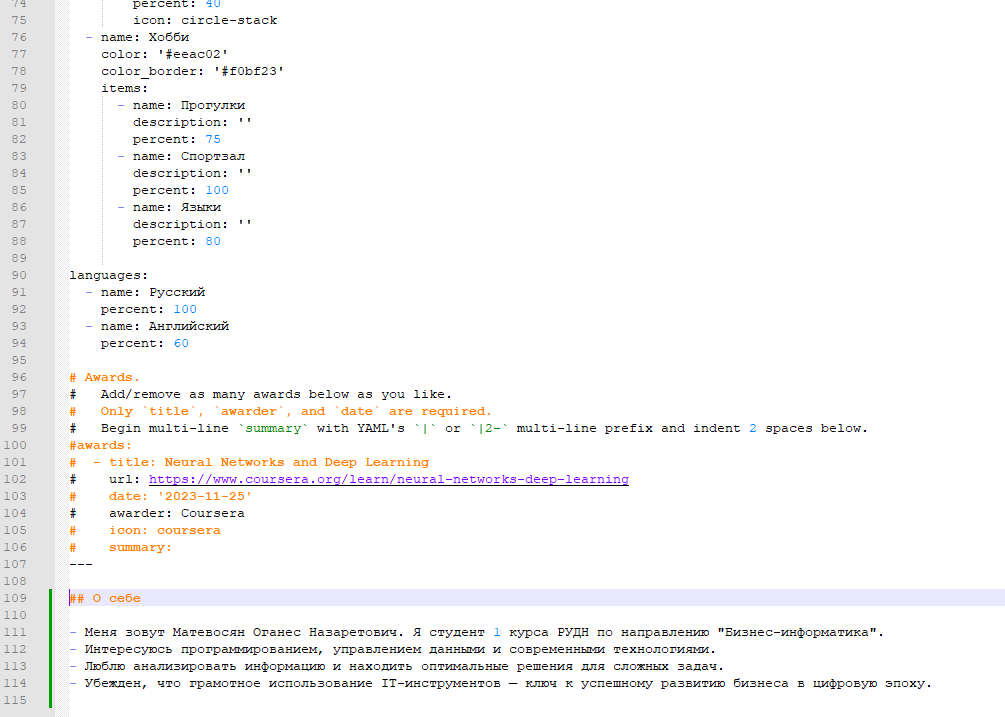 74 percent: 40
75 icon: circle-stack
76 - name: Хобби
77 color: '#eeac02'
78 color_border: '#f0bf23'
79 items:
80 - name: Прогулки
81 description: ''
82 percent: 75
83 - name: Спортзал
84 description: ''
85 percent: 100
86 - name: Языки
87 description: ''
88 percent: 80
89
90 languages:
91 - name: Русский
92 percent: 100
93 - name: Английский
94 percent: 60
95
96 # Awards.
97 # Add/remove as many awards below as you like.
98 # Only `title`, `awarder`, and `date` are required.
99 # Begin multi-line `summary` with YAML's `|` or `|2-` multi-line prefix and indent 2 spaces below.
100 #awards:
101 # - title: Neural Networks and Deep Learning
102 # url: https://www.coursera.org/learn/neural-networks-deep-learning
103 # date: '2023-11-25'
104 # awarder: Coursera
105 # icon: coursera
106 # summary:
107 ---
108
109 ## О себе
110
111 - Меня зовут Матевосян Оганес Назаретович. Я студент 1 курса РУДН по направлению "Бизнес-информатика".
112 - Интересуюсь программированием, управлением данными и современными технологиями.
113 - Люблю анализировать информацию и находить оптимальные решения для сложных задач.
114 - Убежден, что грамотное использование IT-инструментов — ключ к успешному развитию бизнеса в цифровую эпоху.
115